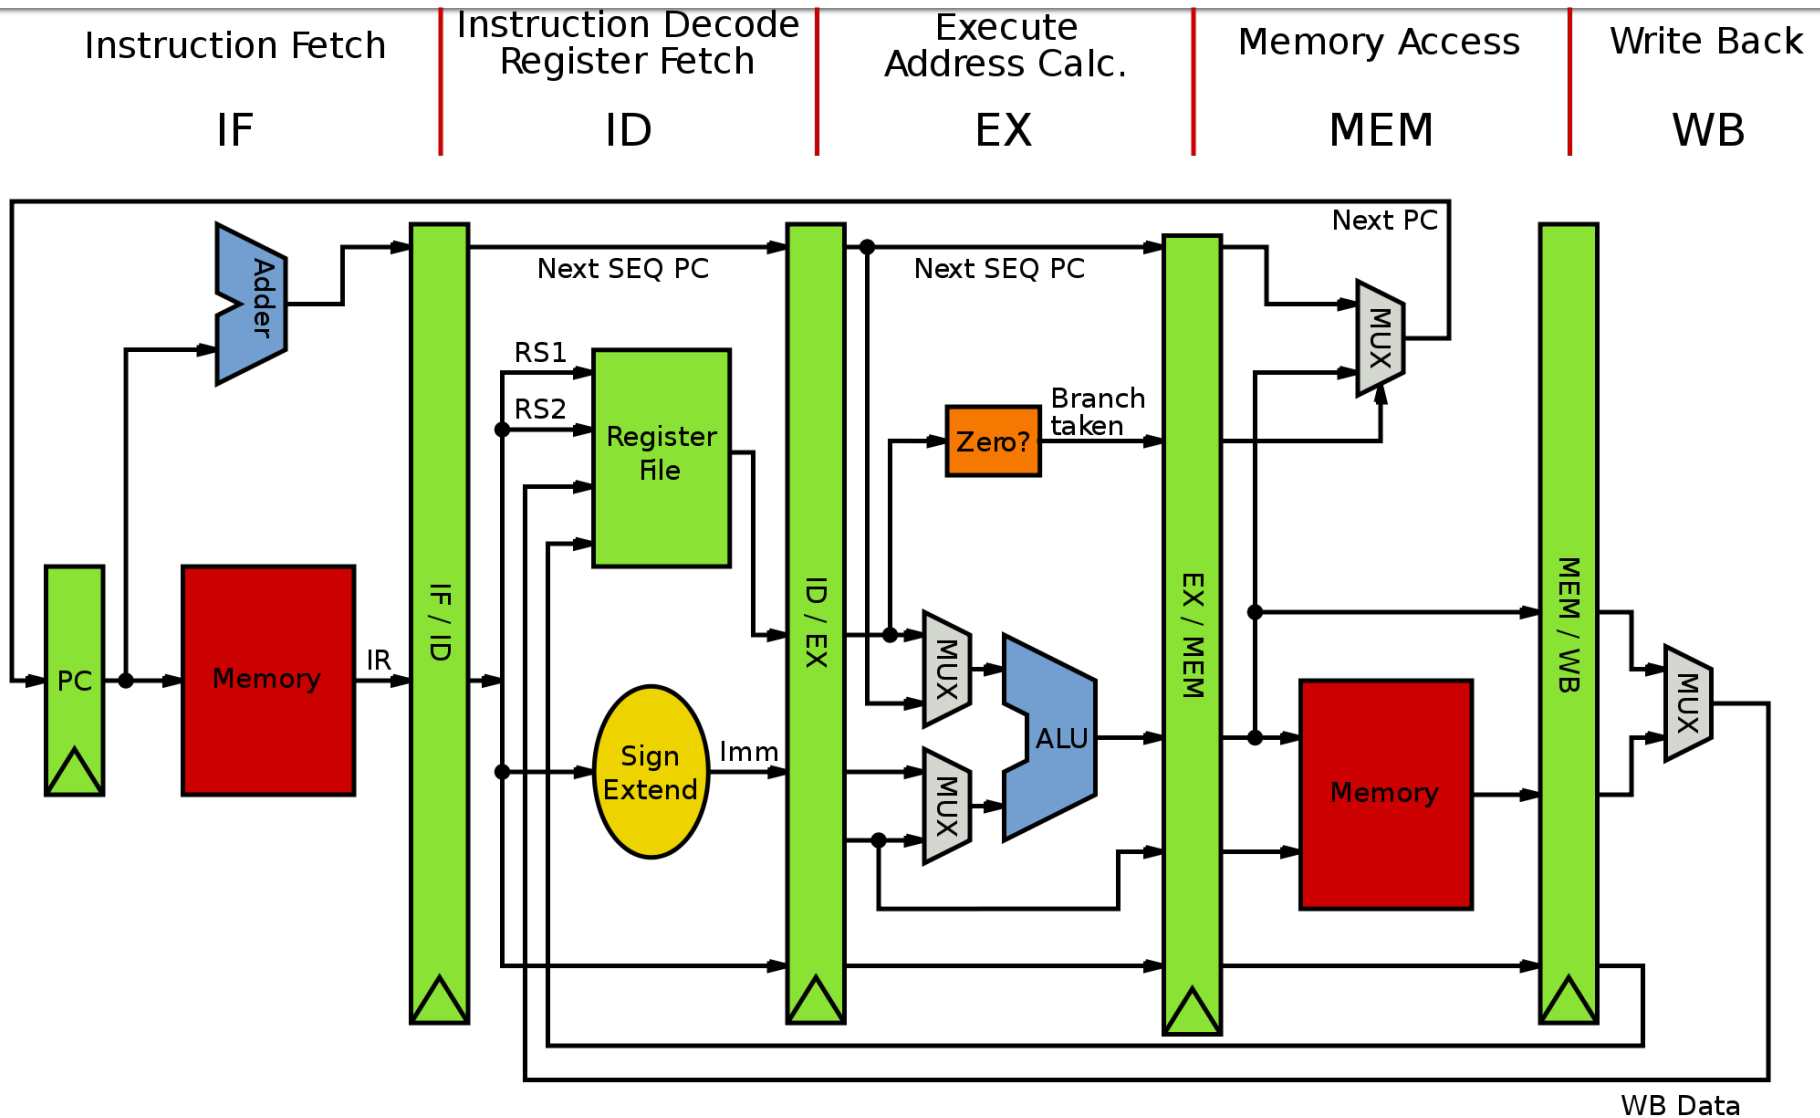 Instruction Fetch
Instruction Decode
Register Fetch
Execute
Address Calc.
Memory Access
Write Back
IF
ID
EX
MEM
WB
Next PC
Adder
Next SEQ PC
Next SEQ PC
MUX
RS1
RS2
Register
File
Branch
taken
Zero?
PC
Memory
IR
IF / ID
ID / EX
EX / MEM
MEM / WB
MUX
MUX
ALU
MUX
Sign
Extend
Imm
MUX
Memory
WB Data